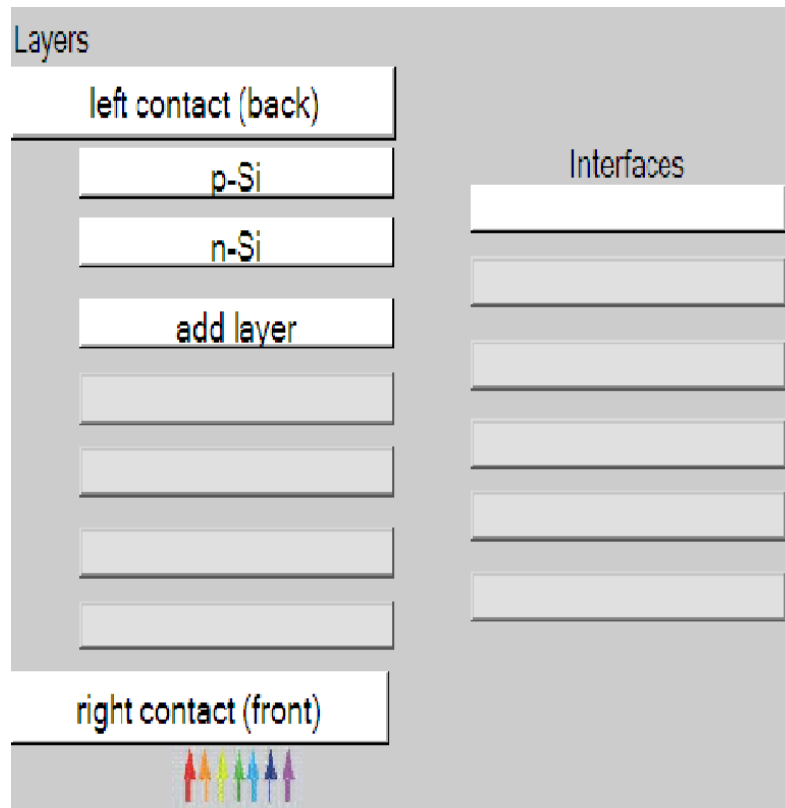 Layers
left contact (back)
p-Si
Interfaces
n-Si
add layer
right contact (front)